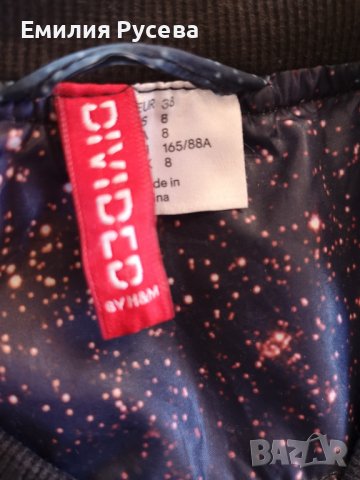 Емилия Русева
DIVIDED
BY H&M
EUR 38
8
8
165/88A
8
de in
na
BAZAR